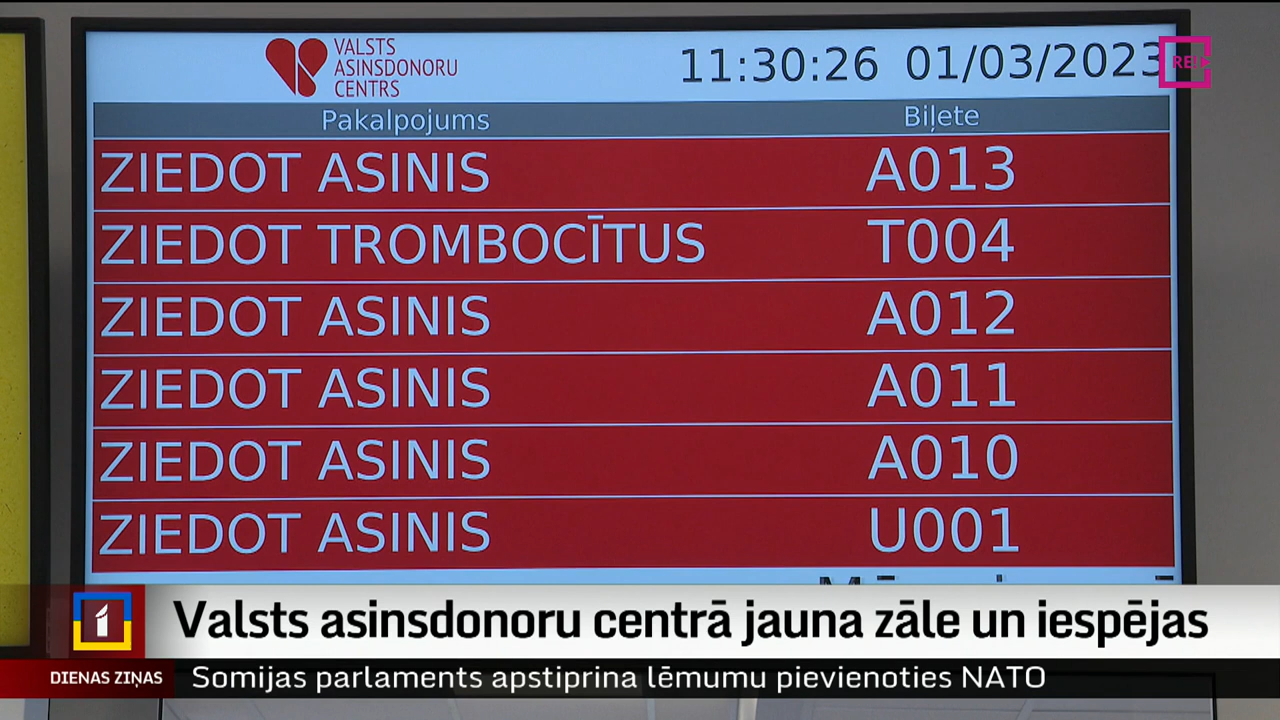 VALSTS
ASINSDONORU
CENTRS
11:30:26 01/03/2023
RE!
Pakalpojums Biļete
ZIEDOT ASINIS A013
ZIEDOT TROMBOCĪTUS T004
ZIEDOT ASINIS A012
ZIEDOT ASINIS A011
ZIEDOT ASINIS A010
ZIEDOT ASINIS U001
1 Valsts asinsdonoru centrā jauna zāle un iespējas
DIENAS ZIŅAS Somijas parlaments apstiprina lēmumu pievienoties NATO